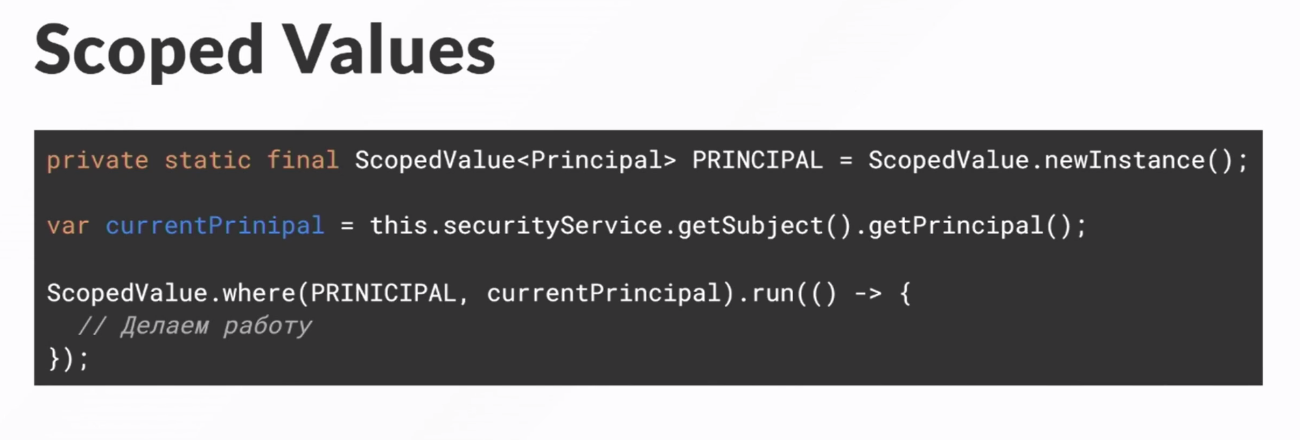 Scoped Values
private static final ScopedValue<Principal> PRINCIPAL = ScopedValue.newInstance();
var currentPrinipal = this.securityService.getSubject().getPrincipal();
ScopedValue.where(PRINICIPAL, currentPrincipal).run(() -> {
// Делаем работу
});